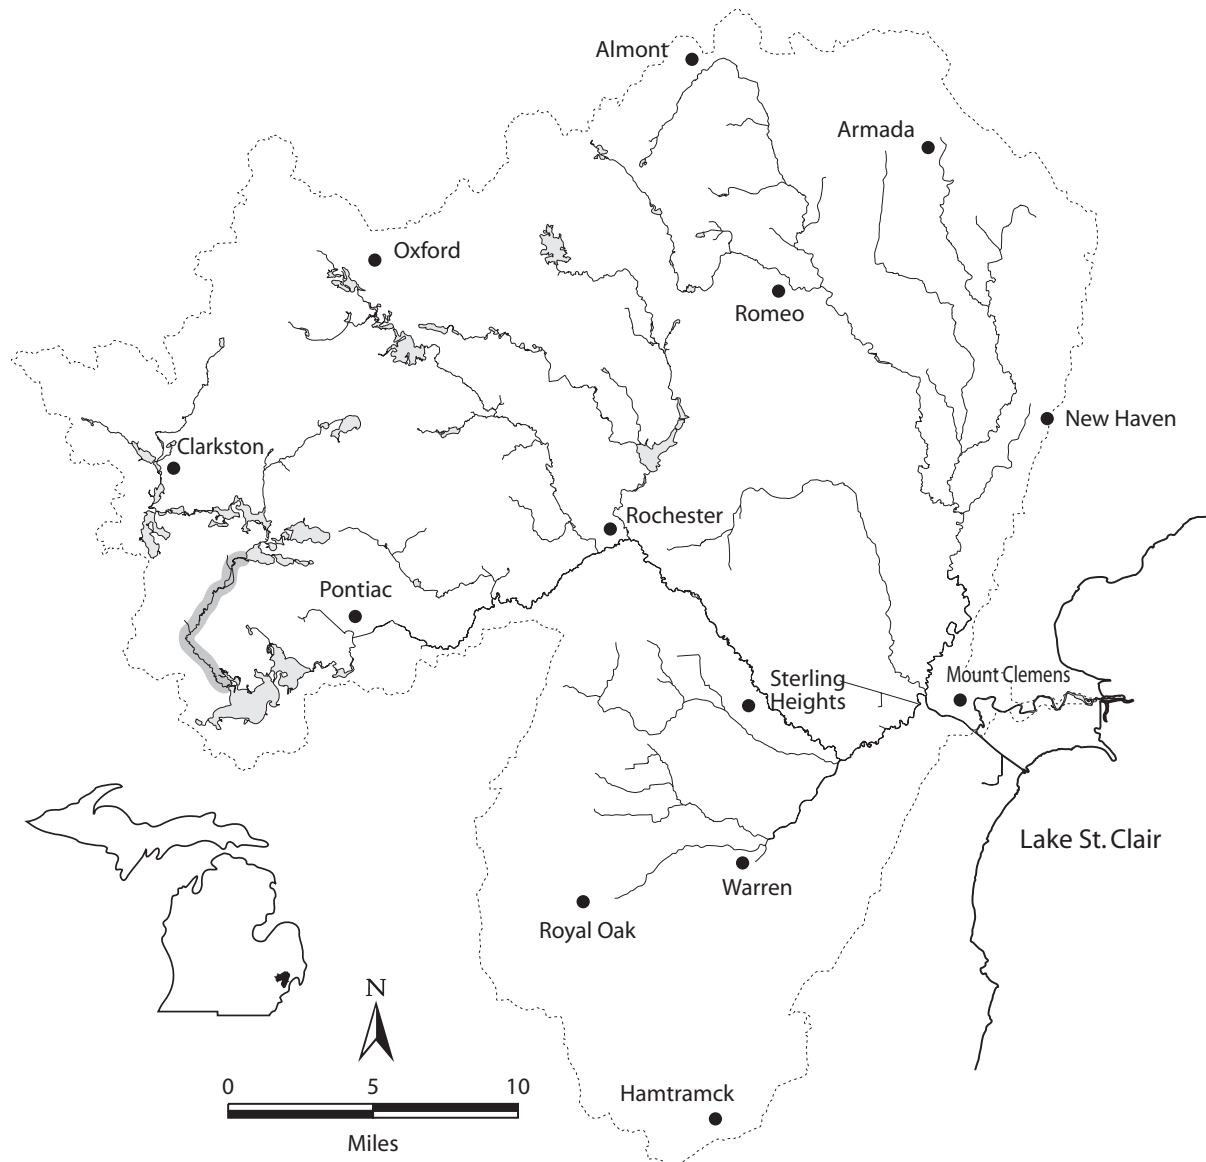 Almont
Armada
Oxford
Romeo
New Haven
Clarkston
Rochester
Pontiac
Mount Clemens
Sterling
Heights
Lake St. Clair
Warren
Royal Oak
N
0 5 10
Miles
Hamtramck